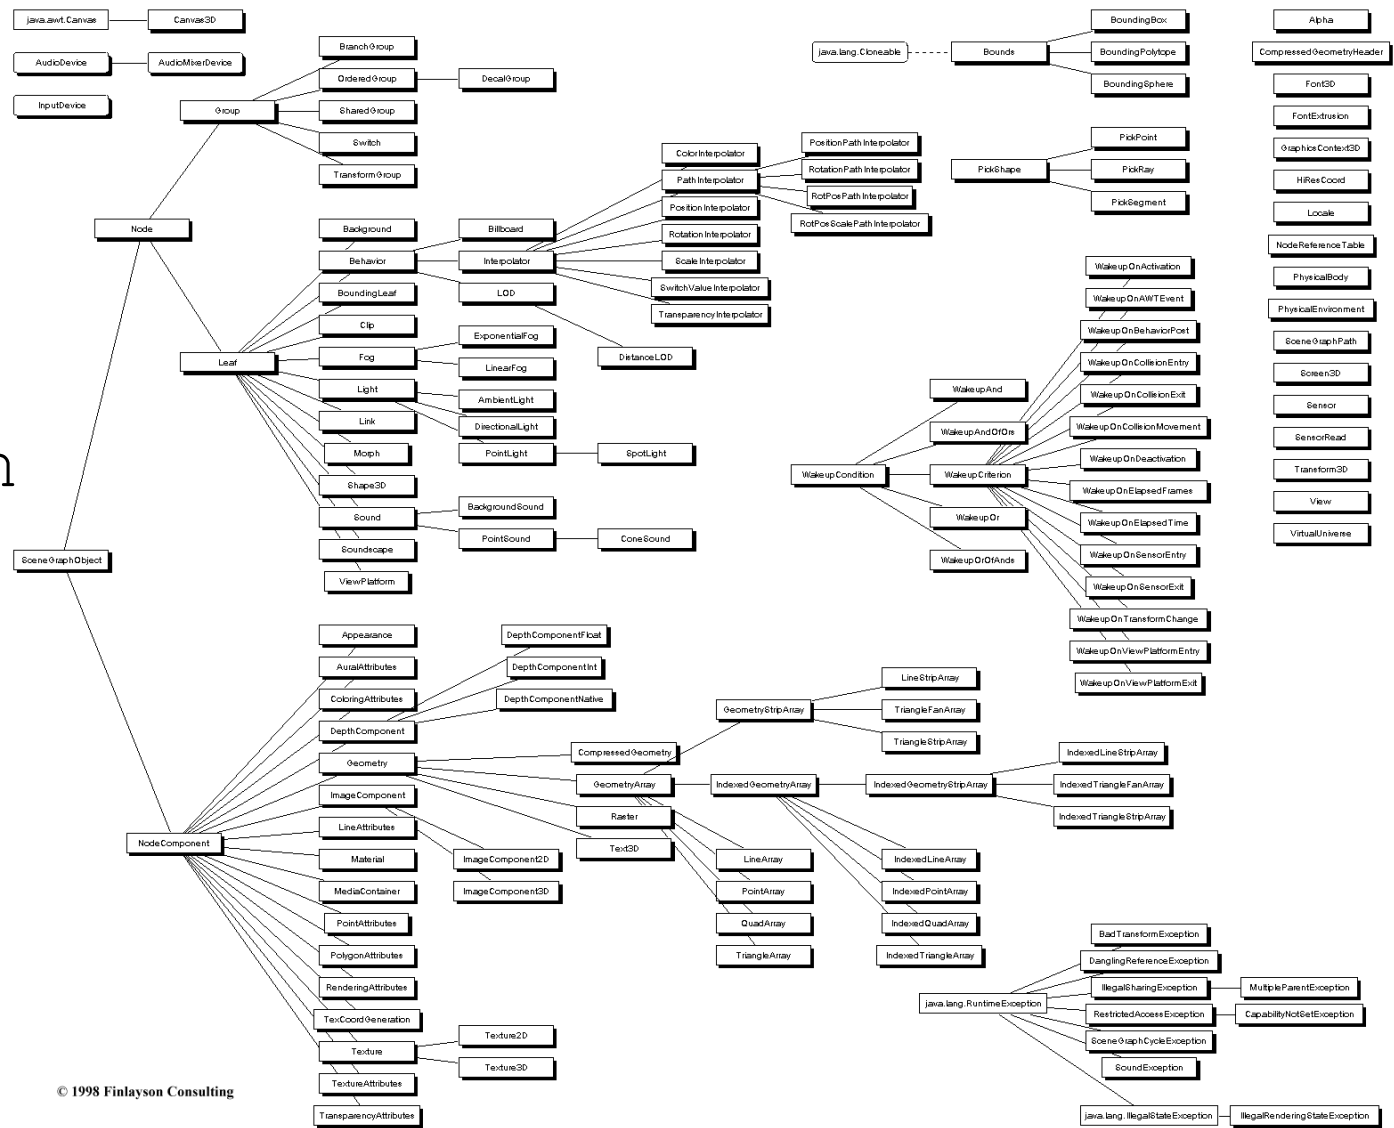 java.awt.Canvas
Canvas3D
AudioDevice
AudioMixerDevice
InputDevice
Group
BranchGroup
OrderedGroup
DecalGroup
SharedGroup
Switch
TransformGroup
Node
Leaf
Background
Behavior
BoundingLeaf
Clip
Fog
Light
Link
Morph
Shape3D
Sound
Soundscape
ViewPlatform
Billboard
Interpolator
LOD
ExponentialFog
LinearFog
AmbientLight
DirectionalLight
PointLight
SpotLight
BackgroundSound
PointSound
ConeSound
DistanceLOD
ColorInterpolator
PathInterpolator
PositionInterpolator
RotationInterpolator
ScaleInterpolator
SwitchValueInterpolator
TransparencyInterpolator
PositionPathInterpolator
RotationPathInterpolator
RotPosPathInterpolator
RotPosScalePathInterpolator
n
SceneGraphObject
NodeComponent
Appearance
AuralAttributes
ColoringAttributes
DepthComponent
Geometry
ImageComponent
LineAttributes
Material
MediaContainer
PointAttributes
PolygonAttributes
RenderingAttributes
TexCoordGeneration
Texture
TextureAttributes
TransparencyAttributes
DepthComponentFloat
DepthComponentInt
DepthComponentNative
CompressedGeometry
GeometryArray
Raster
Text3D
ImageComponent2D
ImageComponent3D
Texture2D
Texture3D
GeometryStripArray
LineStripArray
TriangleFanArray
TriangleStripArray
IndexedGeometryArray
IndexedGeometryStripArray
IndexedLineStripArray
IndexedTriangleFanArray
IndexedTriangleStripArray
LineArray
PointArray
QuadArray
TriangleArray
IndexedLineArray
IndexedPointArray
IndexedQuadArray
IndexedTriangleArray
java.lang.Cloneable
Bounds
BoundingBox
BoundingPolytope
BoundingSphere
PickShape
PickPoint
PickRay
PickSegment
WakeupCondition
WakeupAnd
WakeupAndOfOrs
WakeupCriterion
WakeupOr
WakeupOrOfAnds
WakeupOnActivation
WakeupOnAWTEvent
WakeupOnBehaviorPost
WakeupOnCollisionEntry
WakeupOnCollisionExit
WakeupOnCollisionMovement
WakeupOnDeactivation
WakeupOnElapsedFrames
WakeupOnElapsedTime
WakeupOnSensorEntry
WakeupOnSensorExit
WakeupOnTransformChange
WakeupOnViewPlatformEntry
WakeupOnViewPlatformExit
Alpha
CompressedGeometryHeader
Font3D
FontExtrusion
GraphicsContext3D
HiResCoord
Locale
NodeReferenceTable
PhysicalBody
PhysicalEnvironment
SceneGraphPath
Screen3D
Sensor
SensorRead
Transform3D
View
VirtualUniverse
java.lang.RuntimeException
BadTransformException
DanglingReferenceException
IllegalSharingException
MultipleParentException
RestrictedAccessException
CapabilityNotSetException
SceneGraphCycleException
SoundException
java.lang.IllegalStateException
IllegalRenderingStateException
© 1998 Finlayson Consulting